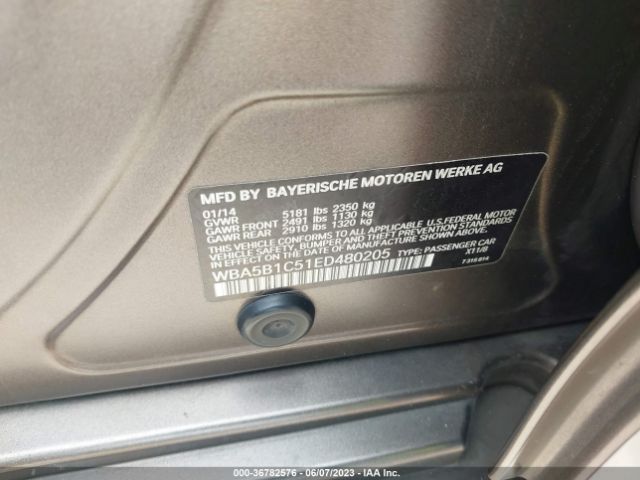 MFD BY BAYERISCHE MOTOREN WERKE AG
01/14
GVWR 5181 lbs 2350 kg
GAWR FRONT 2491 lbs 1130 kg
GAWR REAR 2910 lbs 1320 kg
THIS VEHICLE CONFORMS TO ALL APPLICABLE U.S. FEDERAL MOTOR
VEHICLE SAFETY, BUMPER AND THEFT PREVENTION STANDARDS
IN EFFECT ON THE DATE OF MANUFACTURE SHOWN ABOVE.
WBA5B1C51ED480205 TYPE: PASSENGER CAR
X11/8
7315814
000-36782576 - 06/07/2023 - IAA Inc.